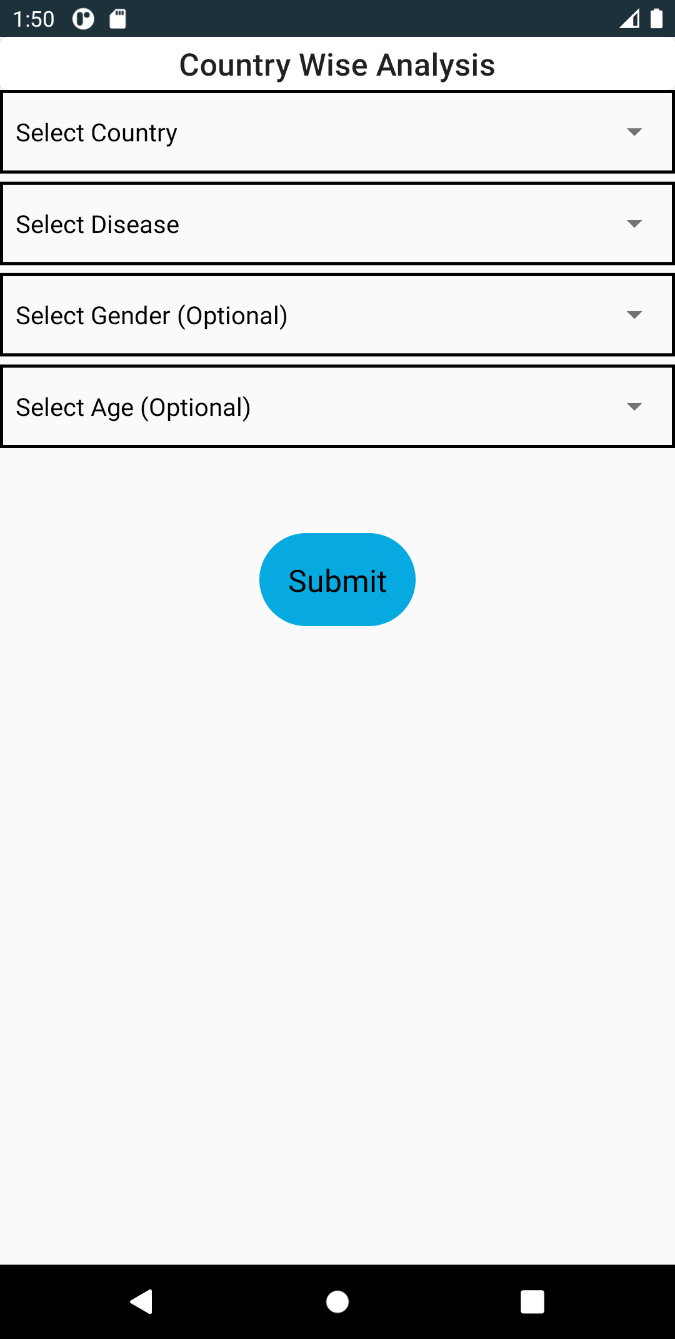 1:50
Country Wise Analysis
Select Country
Select Disease
Select Gender (Optional)
Select Age (Optional)
Submit